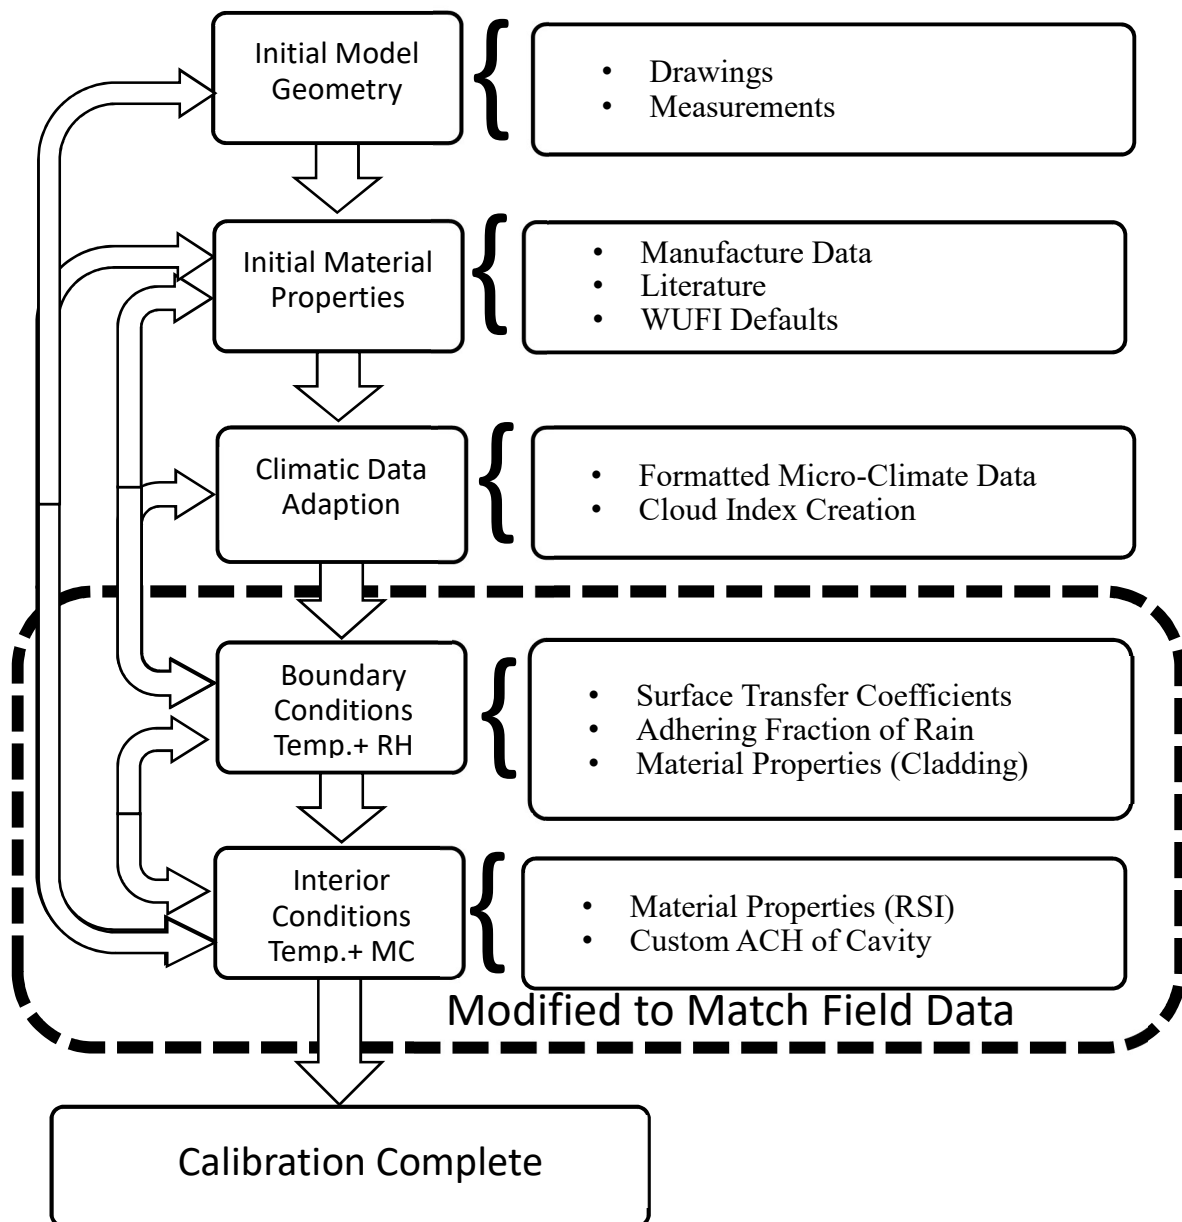 Initial Model
Geometry
• Drawings
• Measurements
Initial Material
Properties
• Manufacture Data
• Literature
• WUFI Defaults
Climatic Data
Adaption
• Formatted Micro-Climate Data
• Cloud Index Creation
Boundary
Conditions
Temp.+ RH
• Surface Transfer Coefficients
• Adhering Fraction of Rain
• Material Properties (Cladding)
Interior
Conditions
Temp.+ MC
• Material Properties (RSI)
• Custom ACH of Cavity
Modified to Match Field Data
Calibration Complete